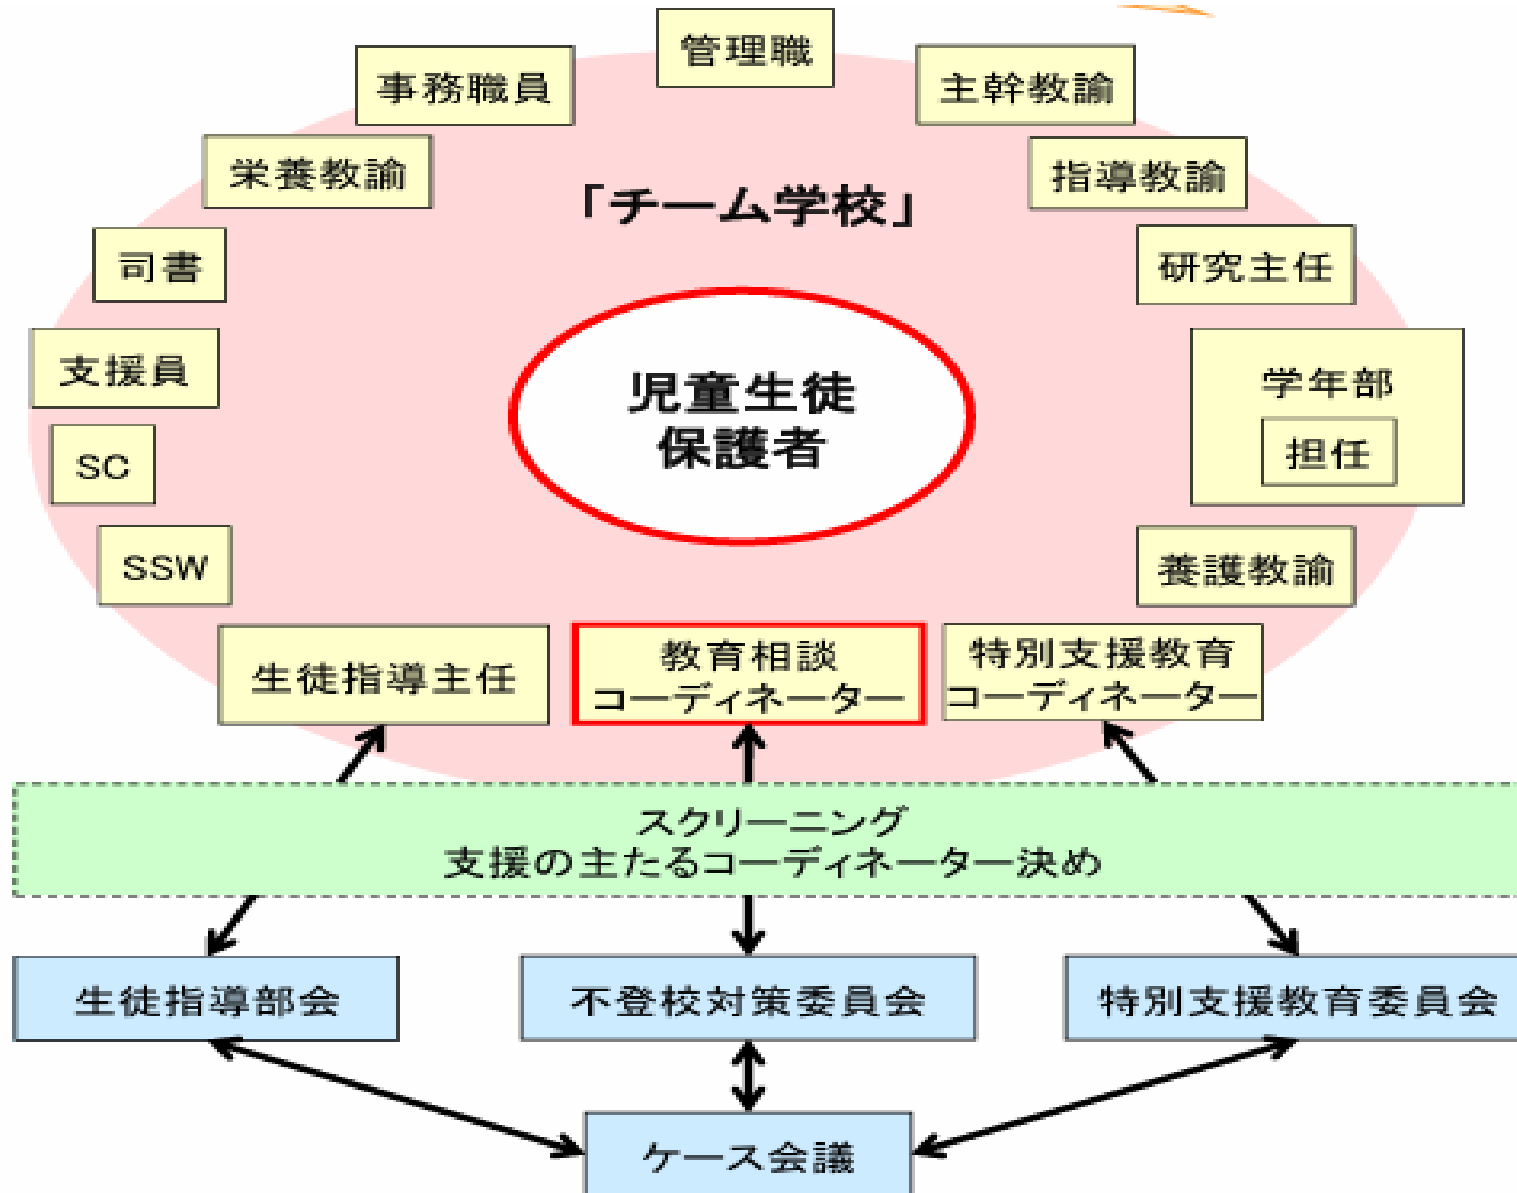 管理職
事務職員
主幹教諭
栄養教諭
指導教諭
「チーム学校」
司書
研究主任
支援員
学年部
児童生徒
保護者
担任
SC
SSW
養護教諭
生徒指導主任
教育相談
コーディネーター
特別支援教育
コーディネーター
スクリーニング
支援の主たるコーディネーター決め
生徒指導部会
不登校対策委員会
特別支援教育委員会
ケース会議